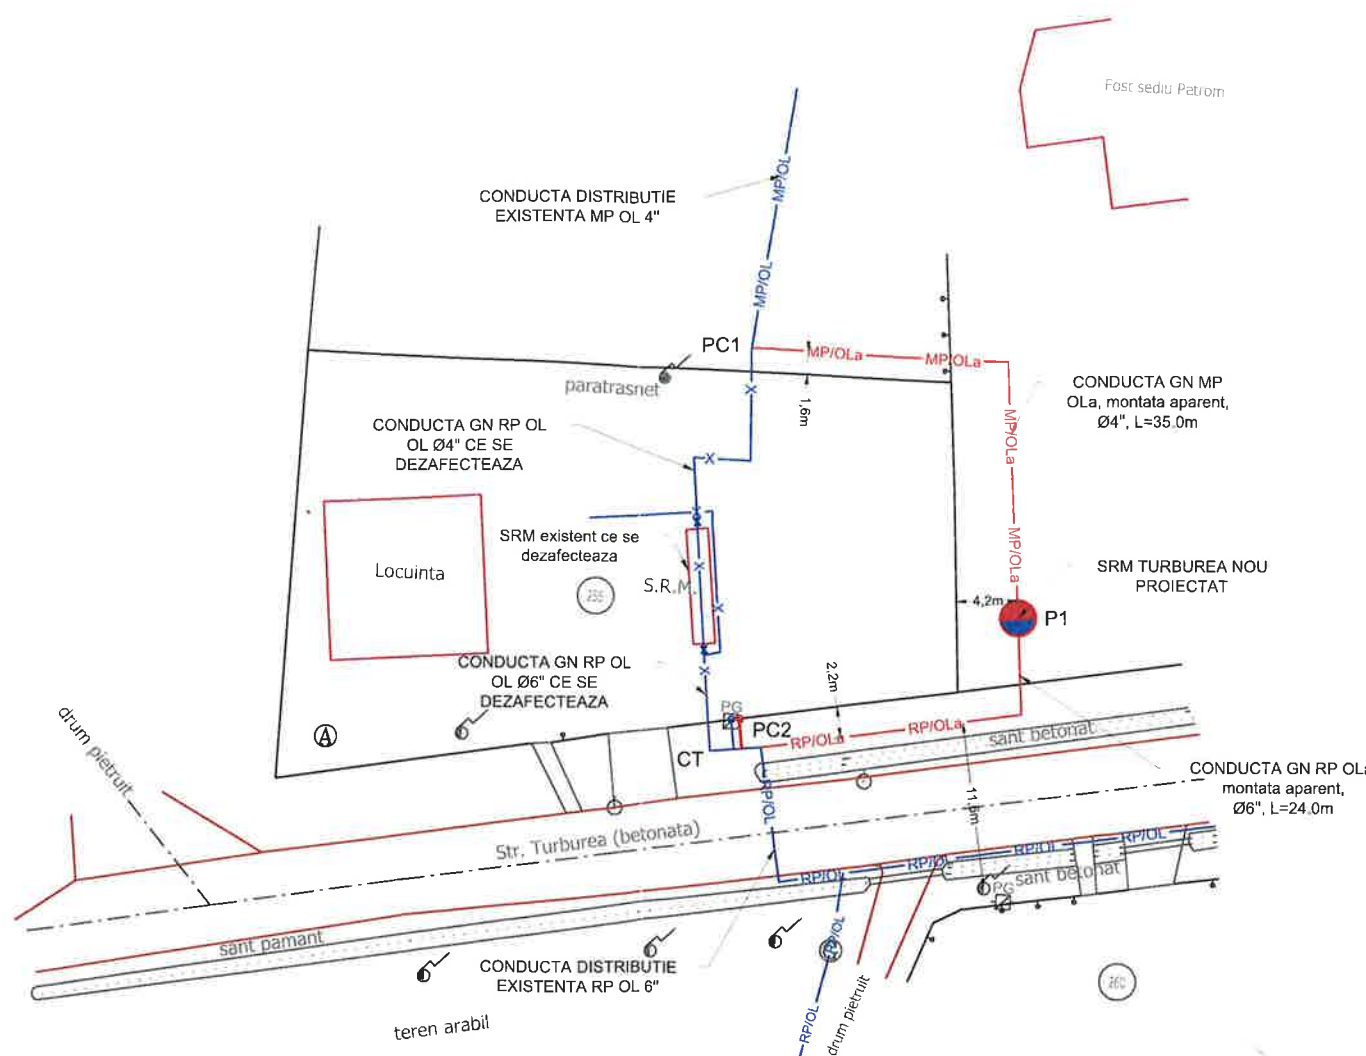 Fost sediu Patrom
MP/OL
CONDUCTA DISTRIBUTIE
EXISTENTA MP OL 4"
MP/OL
PC1
MP/OLa
MP/OLa
paratrasnet
1,6m
CONDUCTA GN MP
OLa, montata aparent,
Ø4", L=35.0m
MP/OLa
CONDUCTA GN RP OL
OL Ø4" CE SE
DEZAFECTEAZA
X
X
X
SRM existent ce se
dezafecteaza
MP/OLa
Locuinta
X
S.R.M.
SRM TURBUREA NOU
PROIECTAT
4,2m
P1
X
X
CONDUCTA GN RP OL
OL Ø6" CE SE
DEZAFECTEAZA
2,2m
PG
PC2
RP/OLa
RP/OLa
sant betonat
A
CT
drum pietruit
RP/OL
11,6m
CONDUCTA GN RP OLa
montata aparent,
Ø6", L=24.0m
Str. Turburea (betonata)
RP/OL
RP/OL
RP/OL
RP/OL
sant betonat
PG
sant pamant
RP/OL
CONDUCTA DISTRIBUTIE
EXISTENTA RP OL 6"
teren arabil
RP/OL
drum pietruit